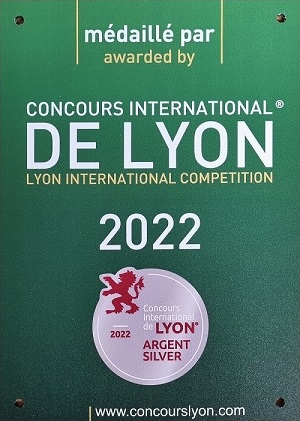 médaillé par
awarded by
CONCOURS INTERNATIONAL®
DE LYON
LYON INTERNATIONAL COMPETITION
2022
Concours
International
de LYON®
2022
ARGENT
SILVER
www.concourslyon.com